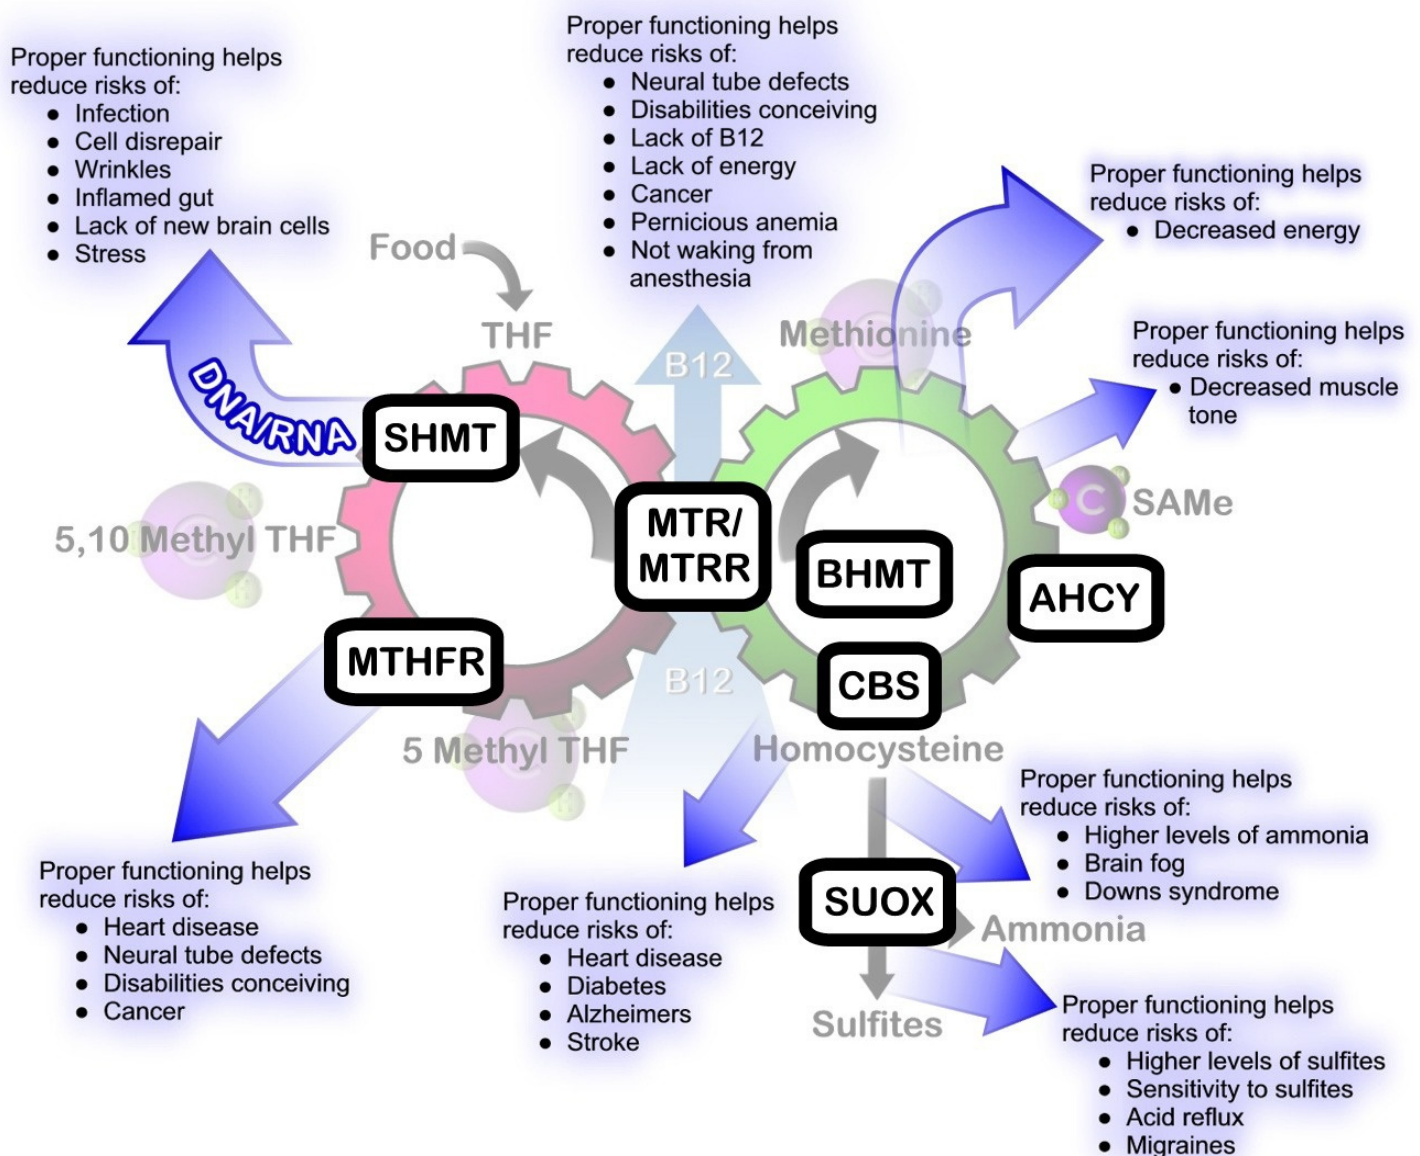 Proper functioning helps
reduce risks of:
● Infection
● Cell disrepair
● Wrinkles
● Inflamed gut
● Lack of new brain cells
● Stress
Proper functioning helps
reduce risks of:
● Neural tube defects
● Disabilities conceiving
● Lack of B12
● Lack of energy
● Cancer
● Pernicious anemia
● Not waking from
anesthesia
Proper functioning helps
reduce risks of:
● Decreased energy
Proper functioning helps
reduce risks of:
● Decreased muscle
tone
Food
THF
B12
Methionine
DNA/RNA
SHMT
5,10 Methyl THF
MTR/
MTRR
BHMT
C
SAMe
AHCY
MTHFR
CBS
B12
5 Methyl THF
Homocysteine
Proper functioning helps
reduce risks of:
● Higher levels of ammonia
● Brain fog
● Downs syndrome
SUOX
Ammonia
Sulfites
Proper functioning helps
reduce risks of:
● Heart disease
● Neural tube defects
● Disabilities conceiving
● Cancer
Proper functioning helps
reduce risks of:
● Heart disease
● Diabetes
● Alzheimers
● Stroke
Proper functioning helps
reduce risks of:
● Higher levels of sulfites
● Sensitivity to sulfites
● Acid reflux
● Migraines